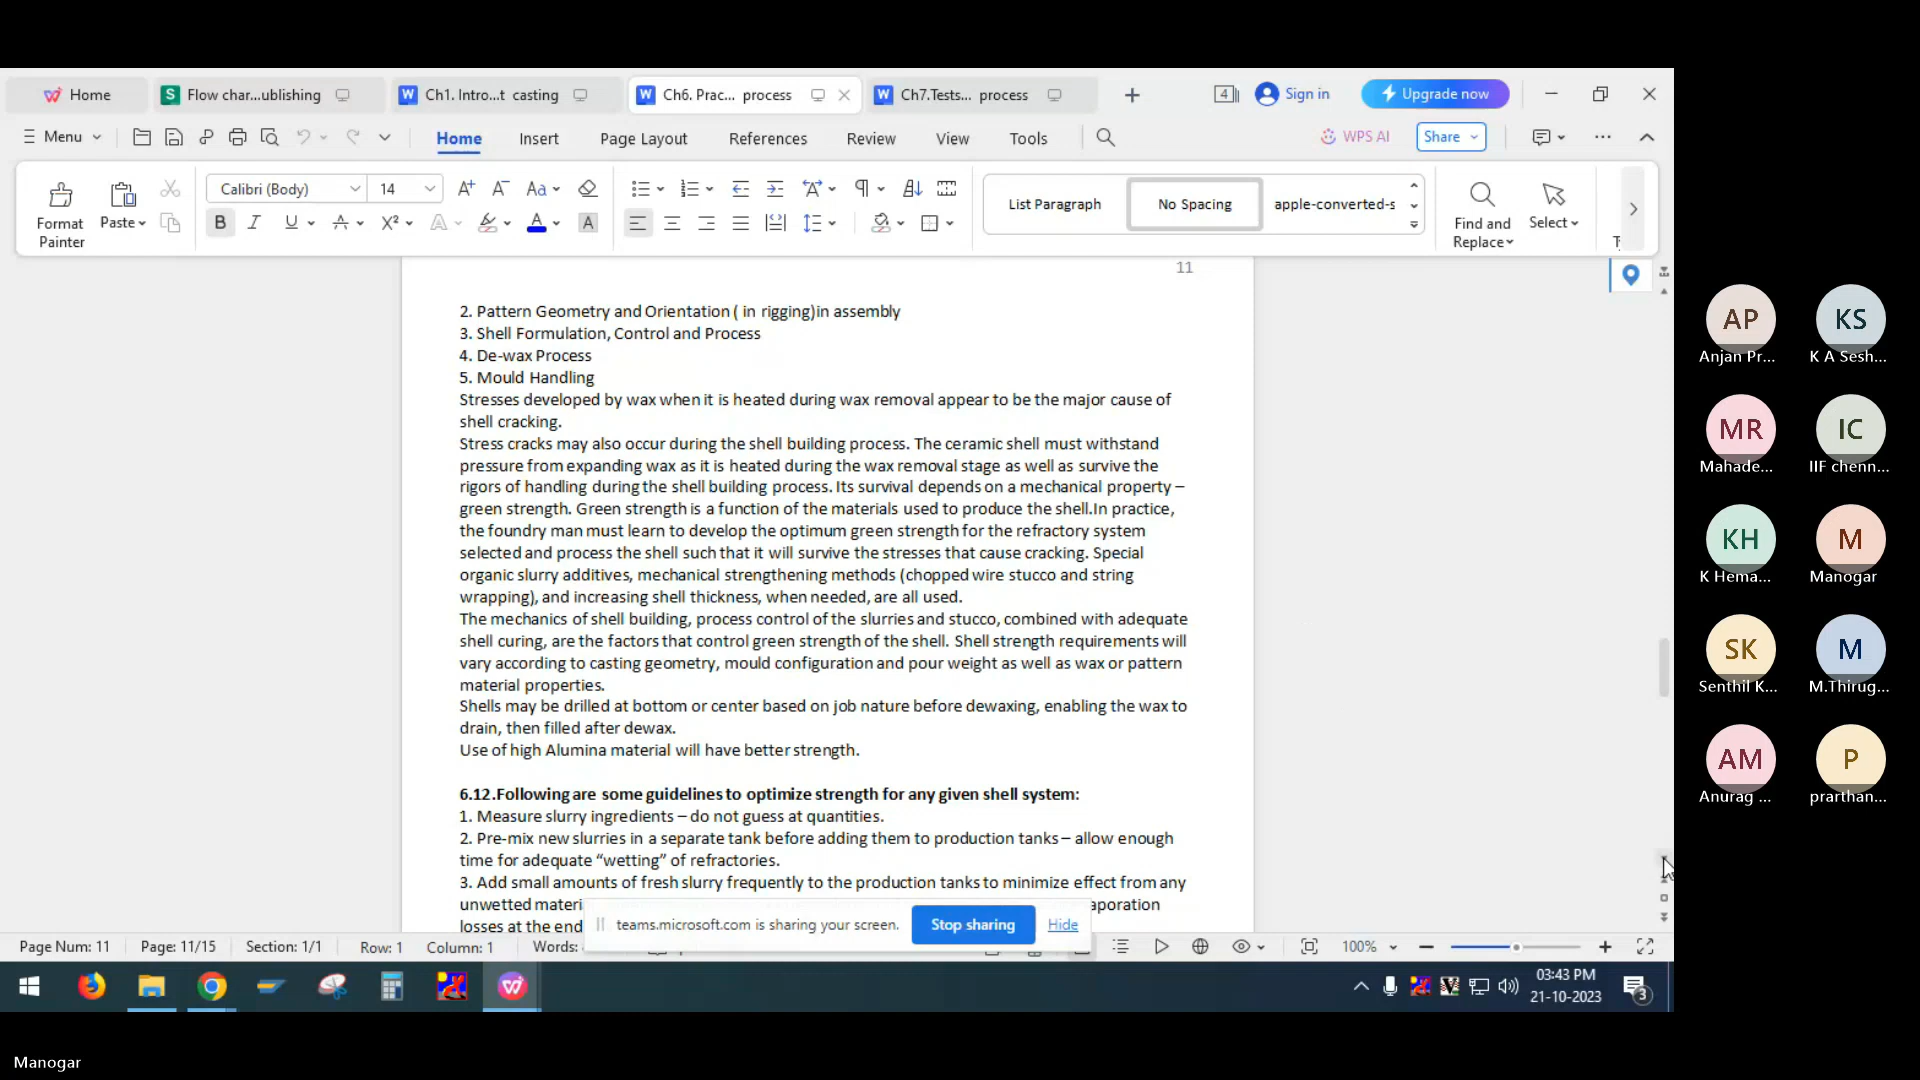 Home
Flow char...ublishing
Ch1. Intro...t casting
Ch6. Prac... process
Ch7.Tests... process
4
Sign in
Upgrade now
Menu
Home
Insert
Page Layout
References
Review
View
Tools
WPS AI
Share
Format
Painter
Paste
Calibri (Body)
14
List Paragraph
No Spacing
apple-converted-s
Find and
Replace
Select
11
2. Pattern Geometry and Orientation ( in rigging)in assembly
3. Shell Formulation, Control and Process
4. De-wax Process
5. Mould Handling
Stresses developed by wax when it is heated during wax removal appear to be the major cause of
shell cracking.
Stress cracks may also occur during the shell building process. The ceramic shell must withstand
pressure from expanding wax as it is heated during the wax removal stage as well as survive the
rigors of handling during the shell building process. Its survival depends on a mechanical property –
green strength. Green strength is a function of the materials used to produce the shell.In practice,
the foundry man must learn to develop the optimum green strength for the refractory system
selected and process the shell such that it will survive the stresses that cause cracking. Special
organic slurry additives, mechanical strengthening methods (chopped wire stucco and string
wrapping), and increasing shell thickness, when needed, are all used.
The mechanics of shell building, process control of the slurries and stucco, combined with adequate
shell curing, are the factors that control green strength of the shell. Shell strength requirements will
vary according to casting geometry, mould configuration and pour weight as well as wax or pattern
material properties.
Shells may be drilled at bottom or center based on job nature before dewaxing, enabling the wax to
drain, then filled after dewax.
Use of high Alumina material will have better strength.
6.12.Following are some guidelines to optimize strength for any given shell system:
1. Measure slurry ingredients – do not guess at quantities.
2. Pre-mix new slurries in a separate tank before adding them to production tanks – allow enough
time for adequate “wetting” of refractories.
3. Add small amounts of fresh slurry frequently to the production tanks to minimize effect from any
unwetted materi
aporation
losses at the end
teams.microsoft.com is sharing your screen.
Stop sharing
Hide
Page Num: 11
Page: 11/15
Section: 1/1
Row: 1
Column: 1
Words:
100%
03:43 PM
21-10-2023
3
AP
Anjan Pr...
KS
K A Sesh...
MR
Mahade...
IC
IIF chenn...
KH
K Hema...
M
Manogar
SK
Senthil K...
M
M.Thirug...
AM
Anurag ...
P
prarthan...
Manogar